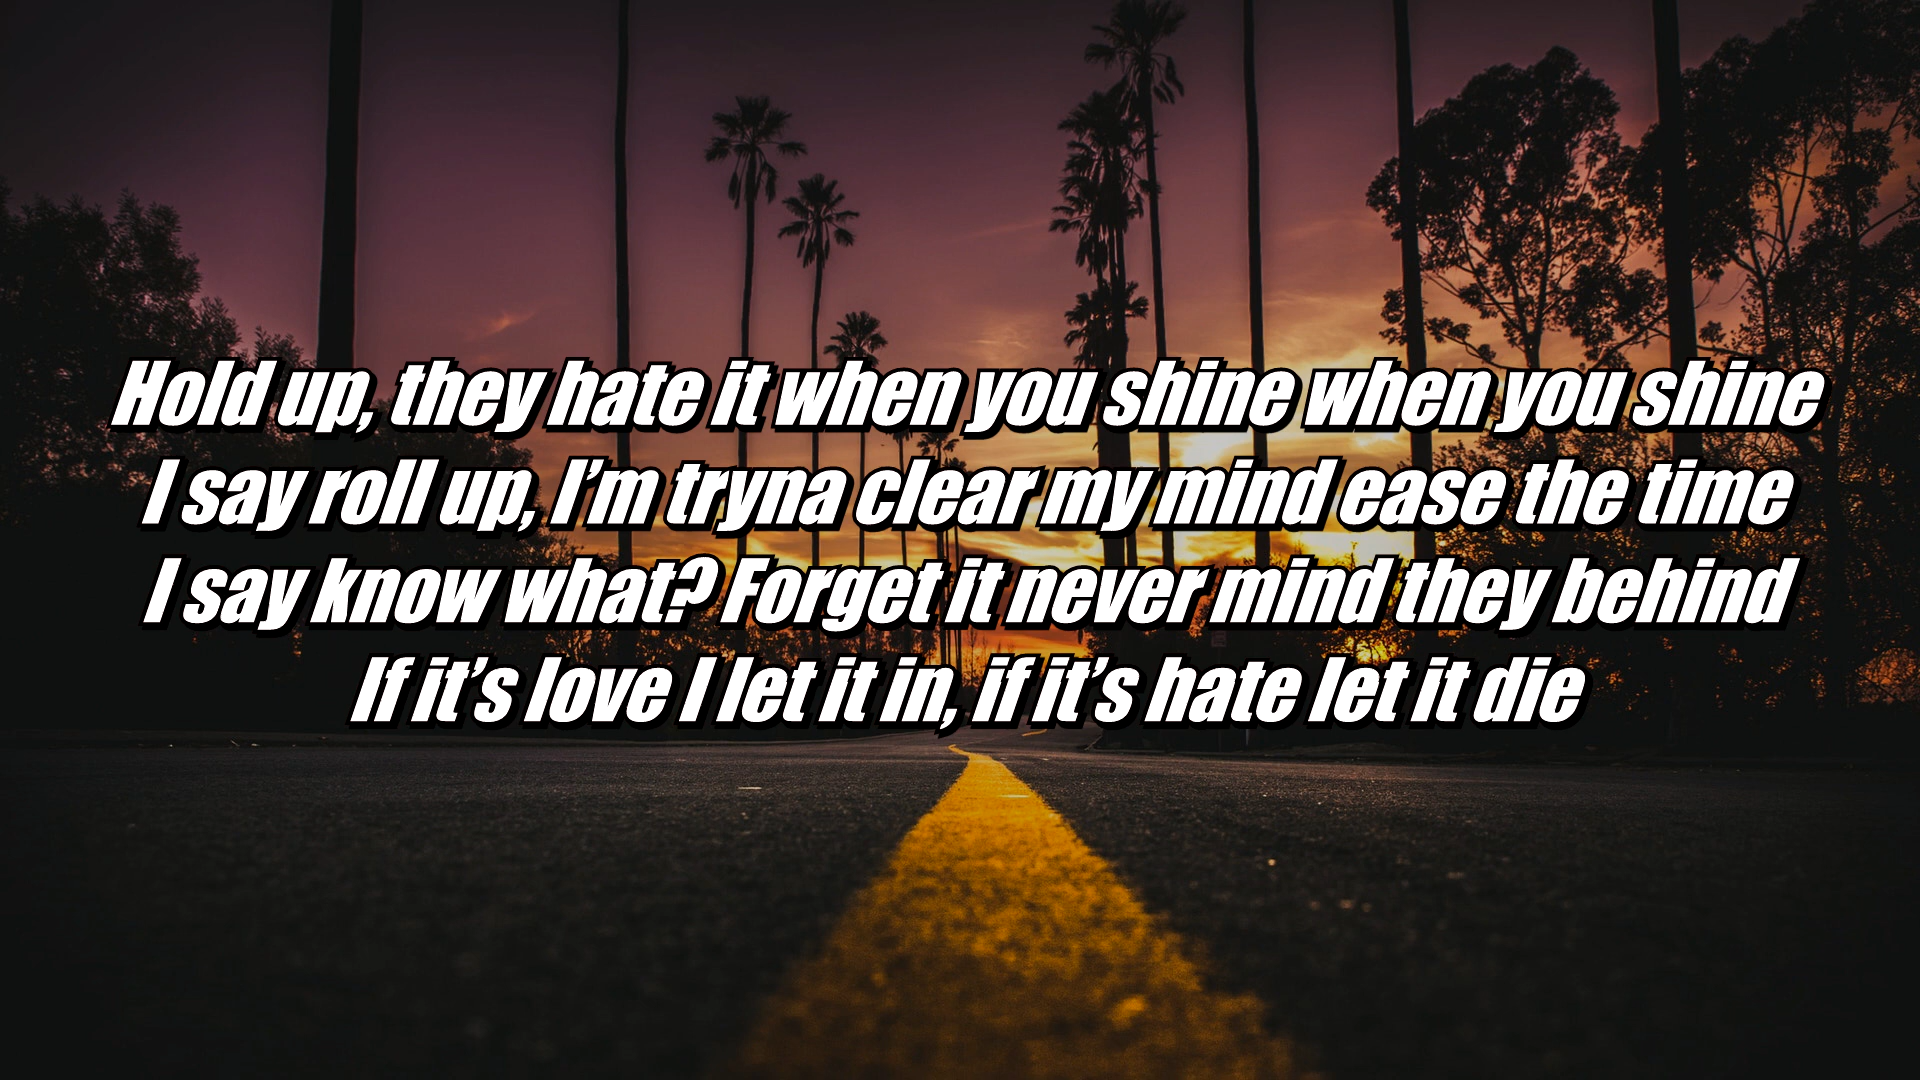 Hold up, they hate it when you shine when you shine
I say roll up, I’m tryna clear my mind ease the time
I say know what? Forget it never mind they behind
If it’s love I let it in, if it’s hate let it die